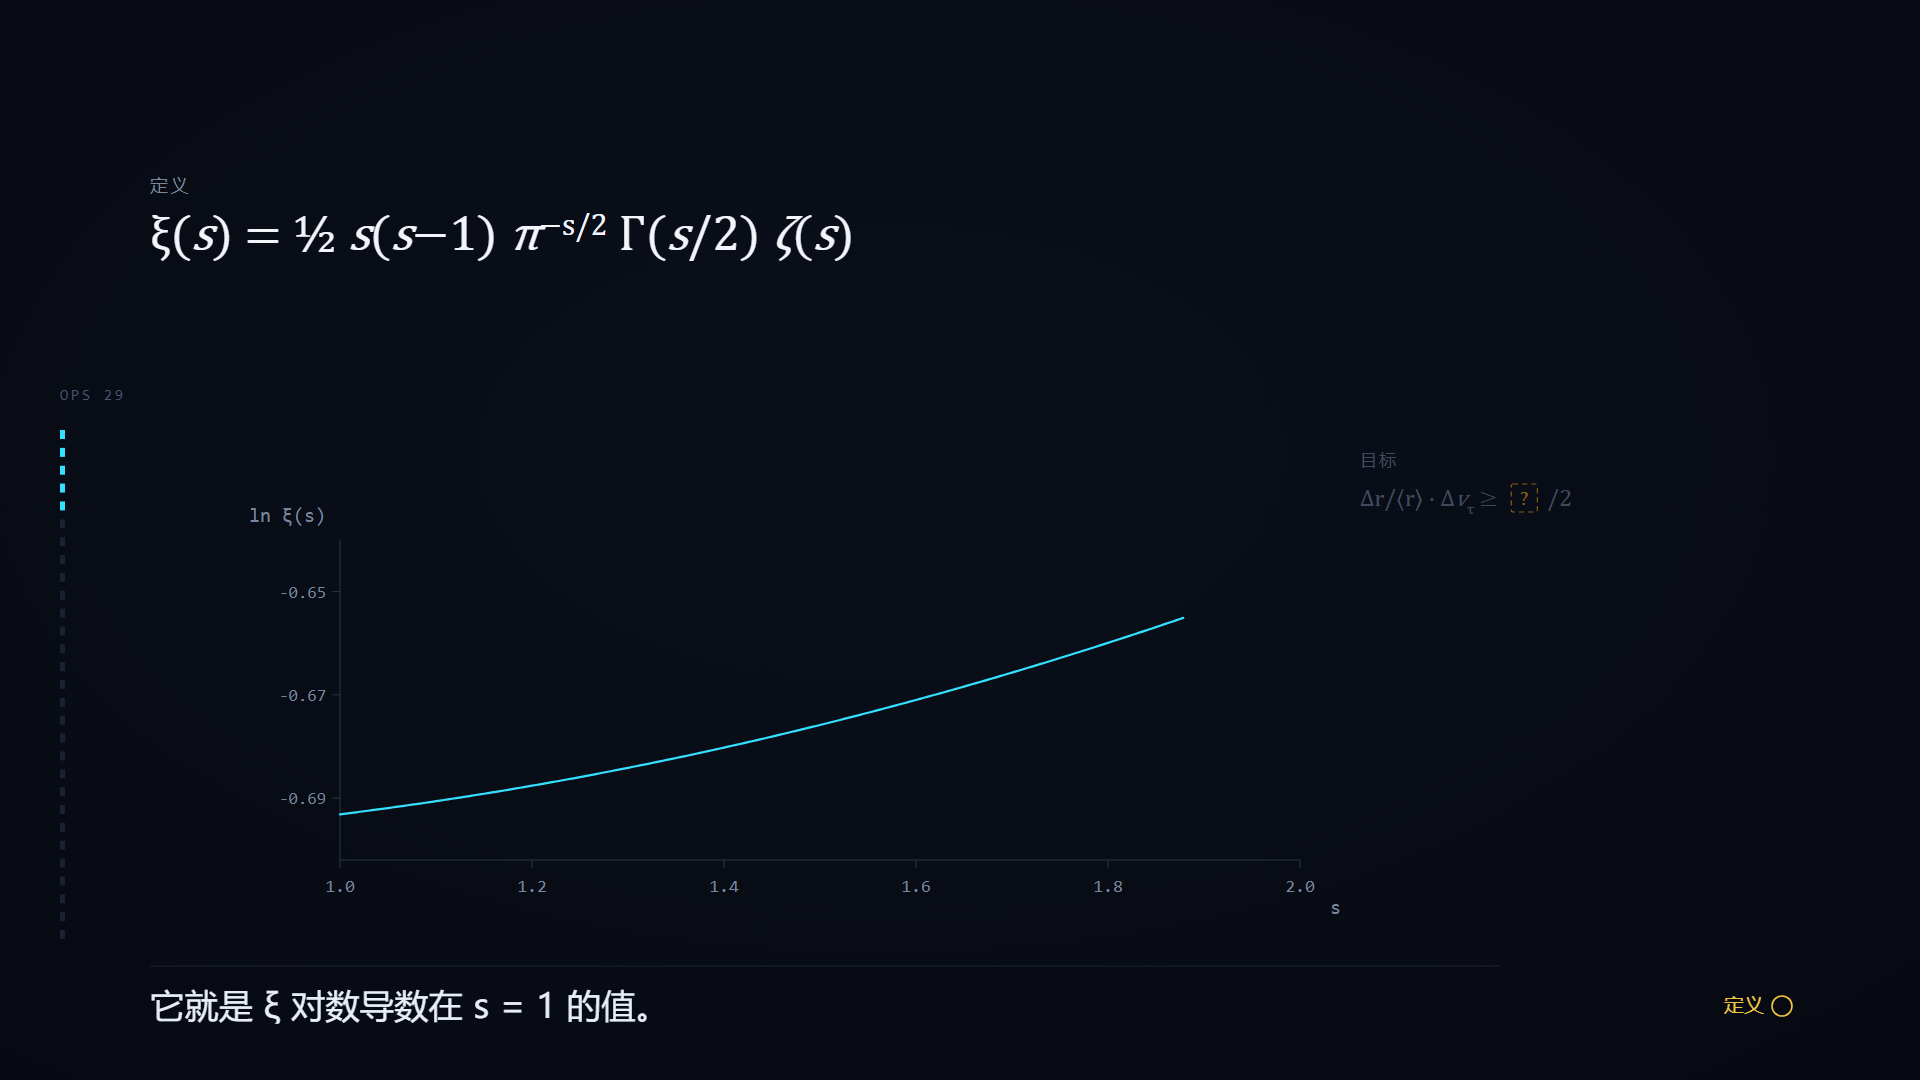 定义
ξ(s) = ½ s(s−1) π⁻ˢ/² Γ(s/2) ζ(s)
OPS 29
目标
Δr/⟨r⟩ · Δvτ ≥ ? /2
ln ξ(s)
-0.65
-0.67
-0.69
1.0 1.2 1.4 1.6 1.8 2.0
s
它就是 ξ 对数导数在 s = 1 的值。
定义